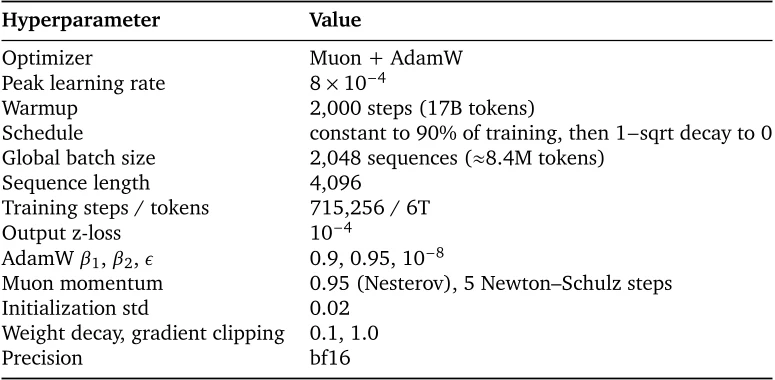 Hyperparameter Value
Optimizer Muon + AdamW
Peak learning rate 8 × 10⁻⁴
Warmup 2,000 steps (17B tokens)
Schedule constant to 90% of training, then 1−sqrt decay to 0
Global batch size 2,048 sequences (≈8.4M tokens)
Sequence length 4,096
Training steps / tokens 715,256 / 6T
Output z-loss 10⁻⁴
AdamW β₁, β₂, ϵ 0.9, 0.95, 10⁻⁸
Muon momentum 0.95 (Nesterov), 5 Newton–Schulz steps
Initialization std 0.02
Weight decay, gradient clipping 0.1, 1.0
Precision bf16